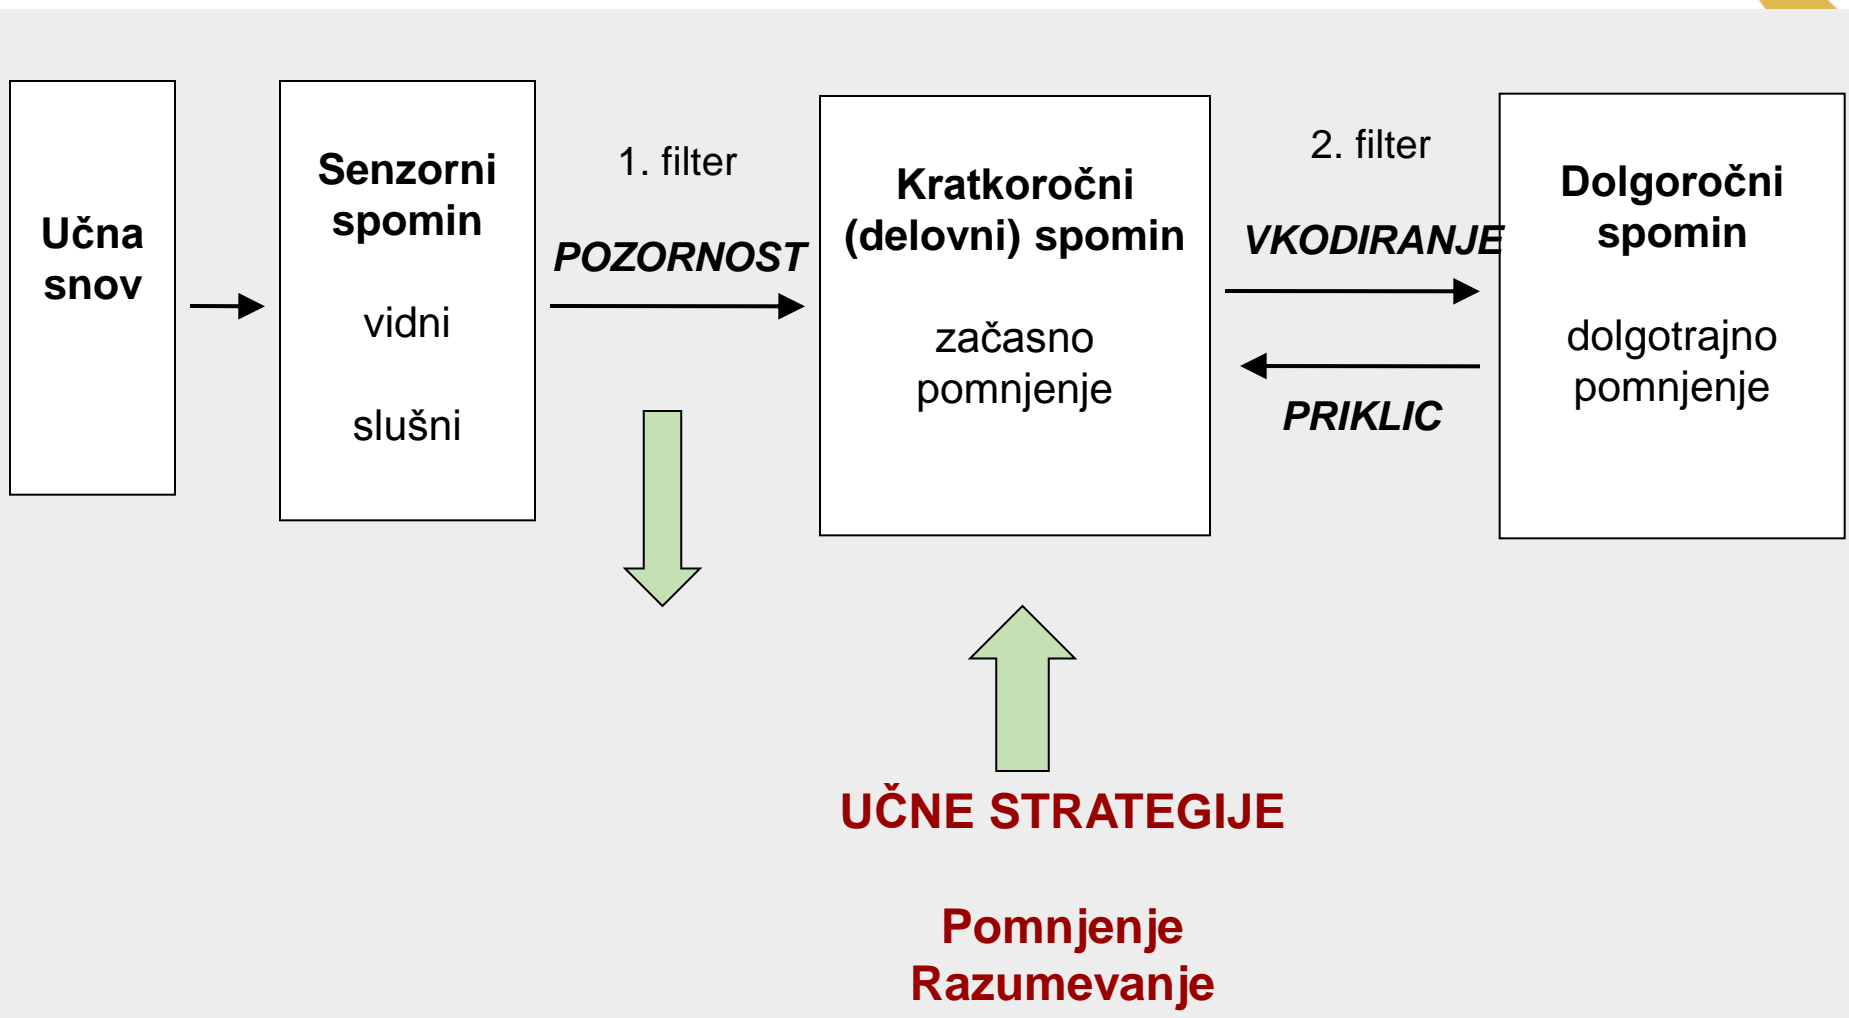 Učna
snov
Senzorni
spomin
vidni
slušni
1. filter
POZORNOST
Kratkoročni
(delovni) spomin
začasno
pomnjenje
2. filter
VKODIRANJE
PRIKLIC
Dolgoročni
spomin
dolgotrajno
pomnjenje
UČNE STRATEGIJE
Pomnjenje
Razumevanje